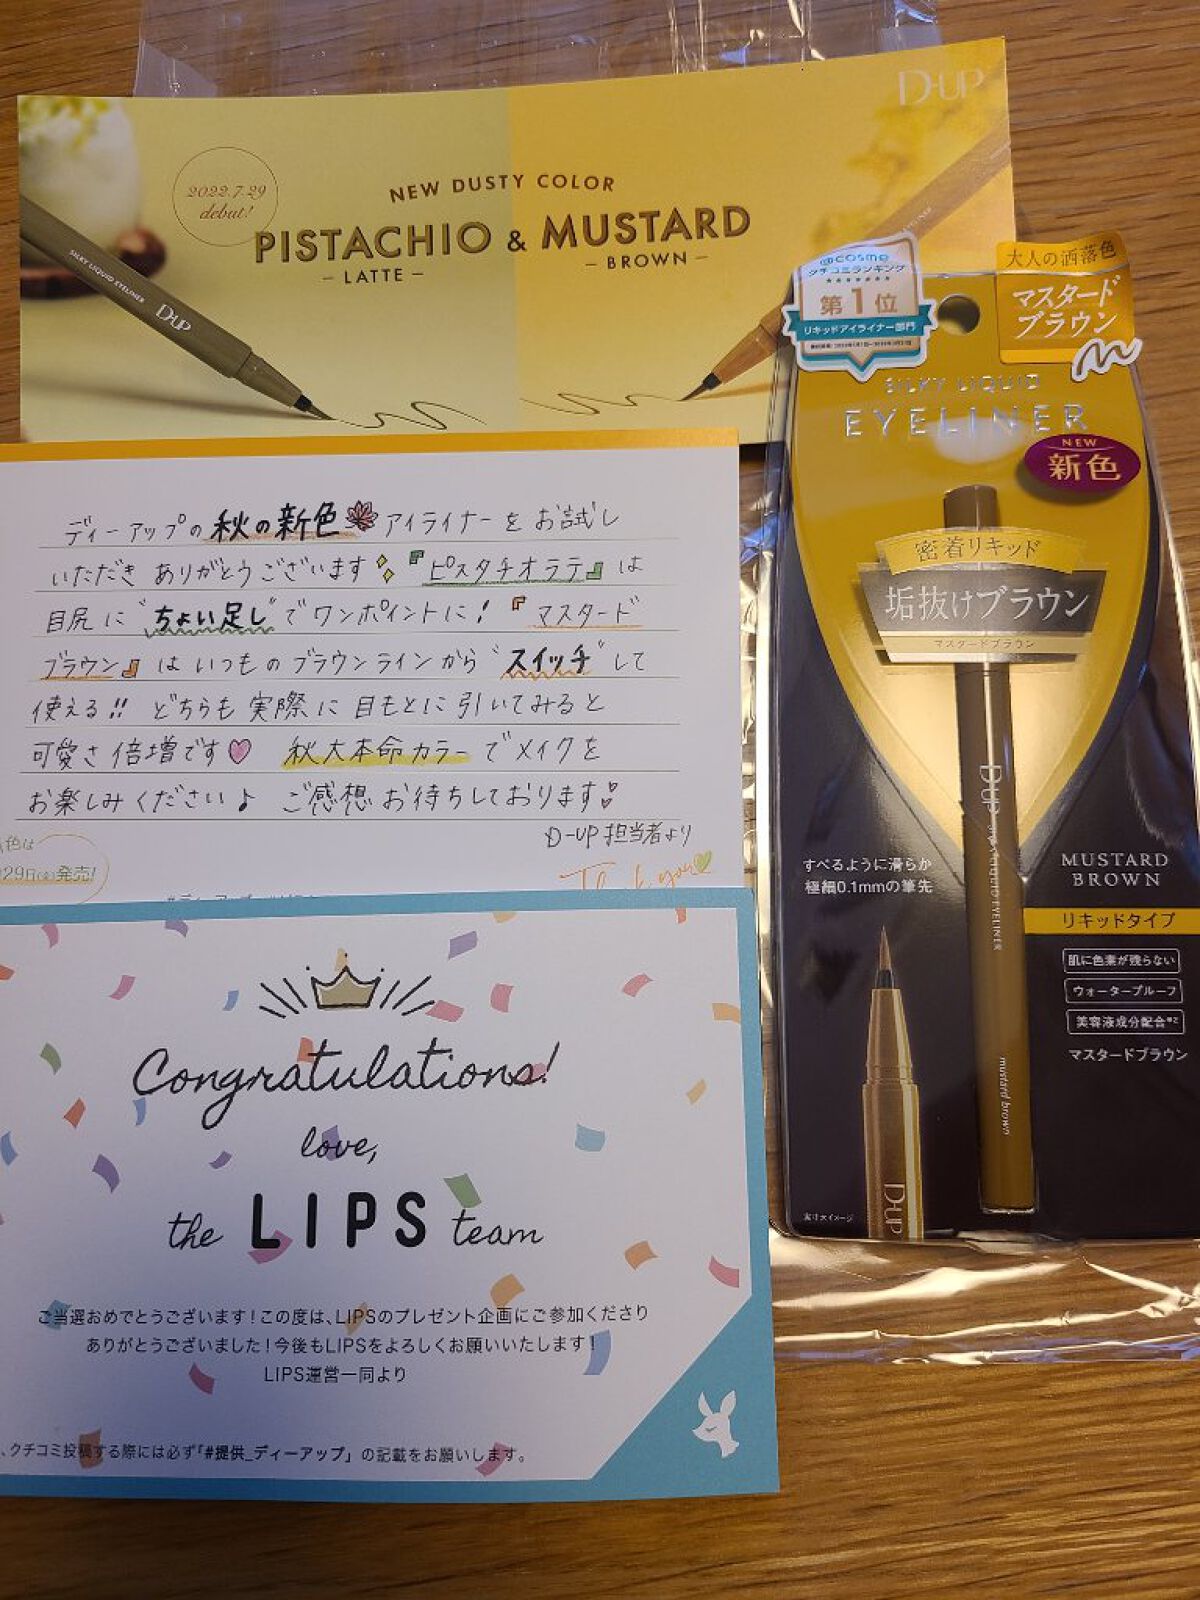 D-UP
2022.7.29
debut!
NEW DUSTY COLOR
PISTACHIO & MUSTARD
- LATTE -
- BROWN -
SILKY LIQUID EYELINER
D-UP
@cosme
クチコミランキング
第1位
リキッドアイライナー部門
大人の洒落色
マスタード
ブラウン
SILKY LIQUID
EYELINER
NEW
新色
密着リキッド
垢抜けブラウン
マスタードブラウン
D-UP
SILKY LIQUID EYELINER
mustard brown
すべるように滑らか
極細0.1mmの筆先
MUSTARD
BROWN
リキッドタイプ
肌に色素が残らない
ウォータープルーフ
美容液成分配合※2
マスタードブラウン
D-UP
ディーアップの秋の新色アイライナーをお試し
いただきありがとうございます『ピスタチオラテ』は
目尻に"ちょい足し"でワンポイントに!『マスタード
ブラウン』はいつものブラウンラインから"スイッチ"して
使える!! どちらも実際に目もとに引いてみると
可愛さ倍増です♡ 秋大本命カラーでメイクを
お楽しみください♪ ご感想お待ちしております
D-UP担当者より
色は
29日(金)発売!
Thank you
Congratulations!
love,
the LIPS team
ご当選おめでとうございます!この度は、LIPSのプレゼント企画にご参加くださり
ありがとうございました!今後もLIPSをよろしくお願いいたします!
LIPS運営一同より
、クチコミ投稿する際には必ず「#提供_ディーアップ」の記載をお願いします。